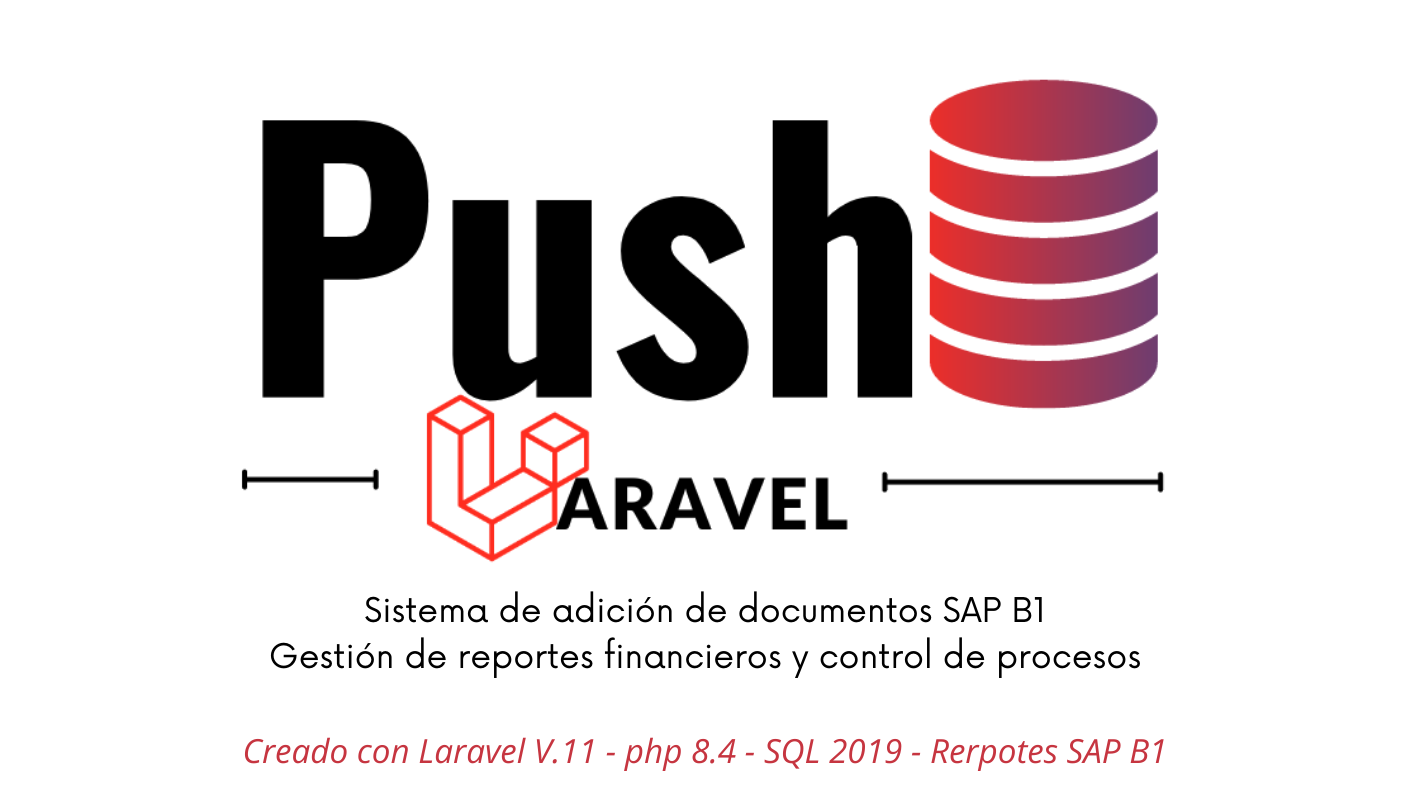 Push
LARAVEL
Sistema de adición de documentos SAP B1
Gestión de reportes financieros y control de procesos
Creado con Laravel V.11 - php 8.4 - SQL 2019 - Rerpotes SAP B1